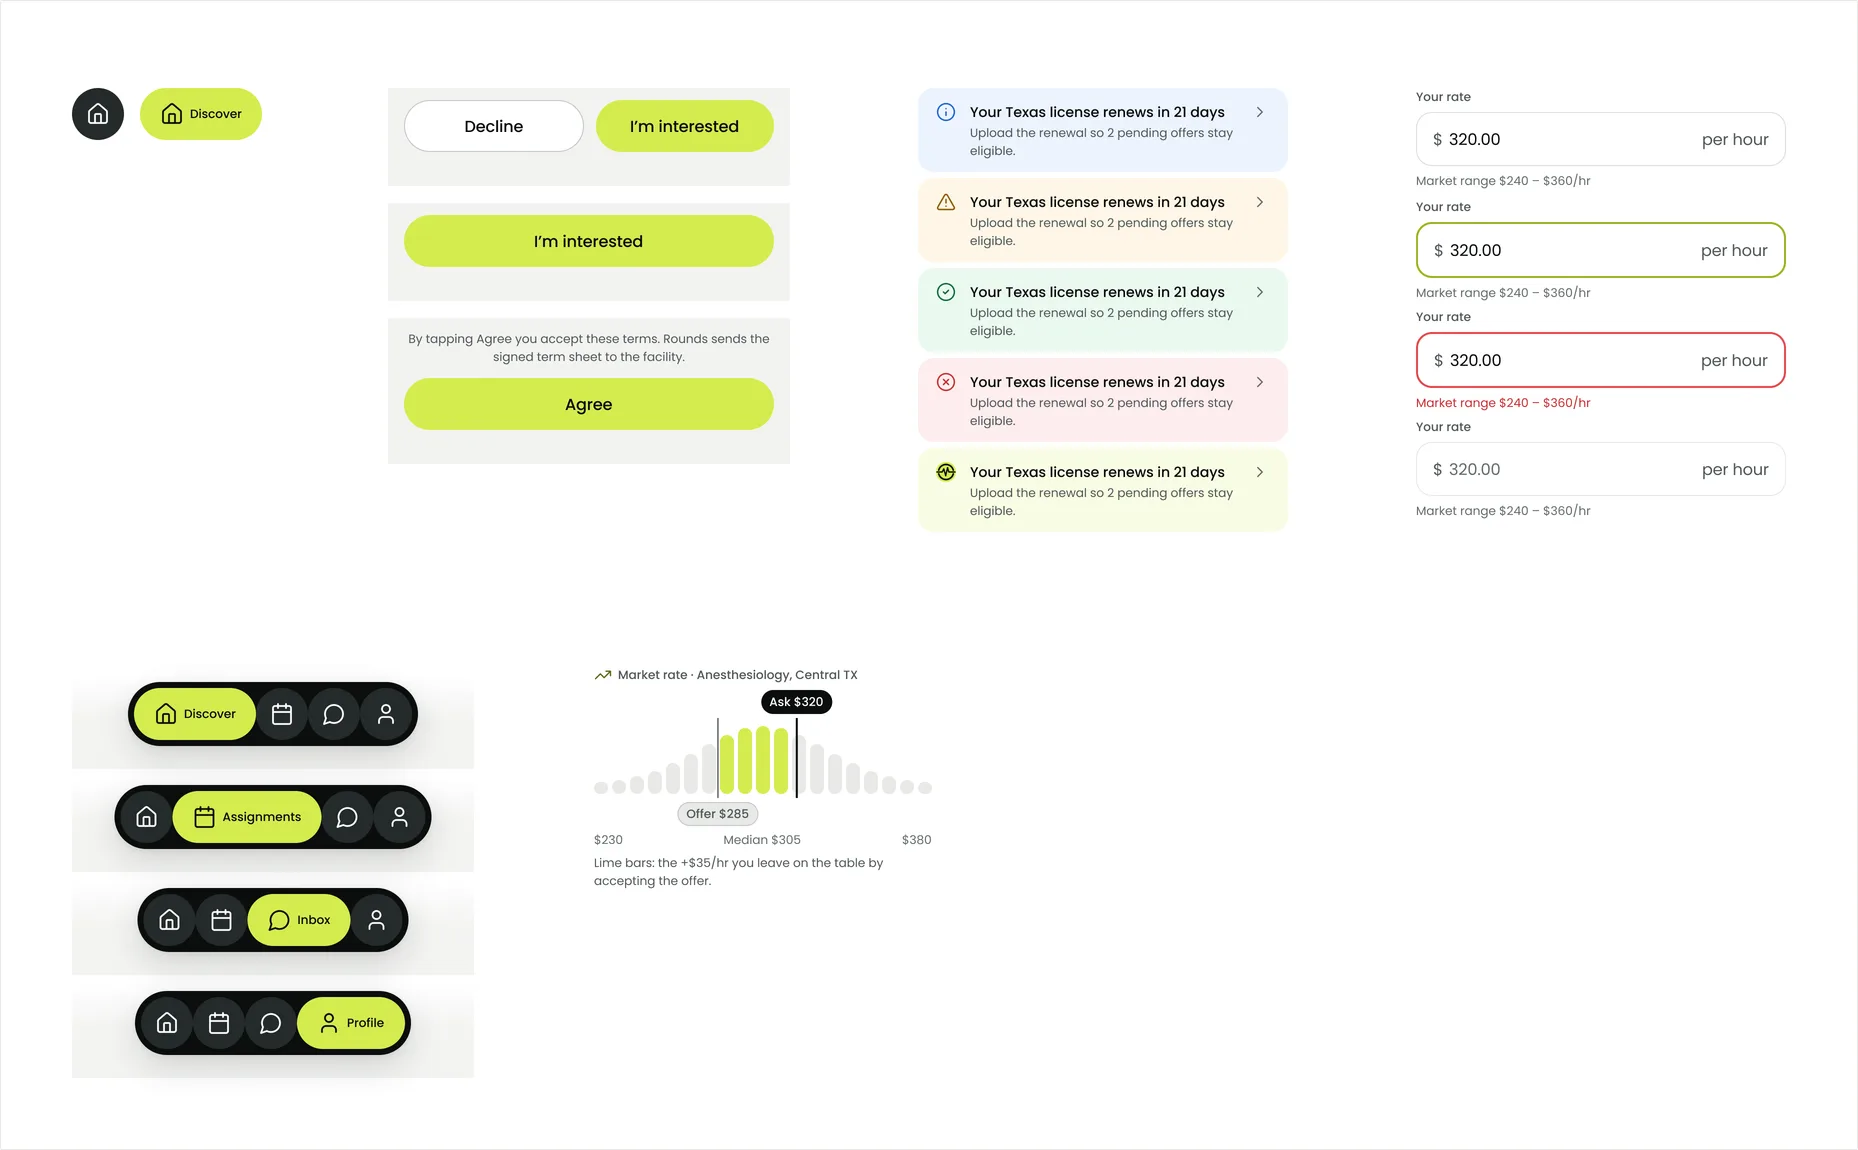 Discover
Decline
I'm interested
I'm interested
By tapping Agree you accept these terms. Rounds sends the
signed term sheet to the facility.
Agree
Your Texas license renews in 21 days
Upload the renewal so 2 pending offers stay
eligible.
Your Texas license renews in 21 days
Upload the renewal so 2 pending offers stay
eligible.
Your Texas license renews in 21 days
Upload the renewal so 2 pending offers stay
eligible.
Your Texas license renews in 21 days
Upload the renewal so 2 pending offers stay
eligible.
Your Texas license renews in 21 days
Upload the renewal so 2 pending offers stay
eligible.
Your rate
$ 320.00 per hour
Market range $240 – $360/hr
Your rate
$ 320.00 per hour
Market range $240 – $360/hr
Your rate
$ 320.00 per hour
Market range $240 – $360/hr
Your rate
$ 320.00 per hour
Market range $240 – $360/hr
Discover
Assignments
Inbox
Profile
Market rate · Anesthesiology, Central TX
Ask $320
Offer $285
$230 Median $305 $380
Lime bars: the +$35/hr you leave on the table by
accepting the offer.